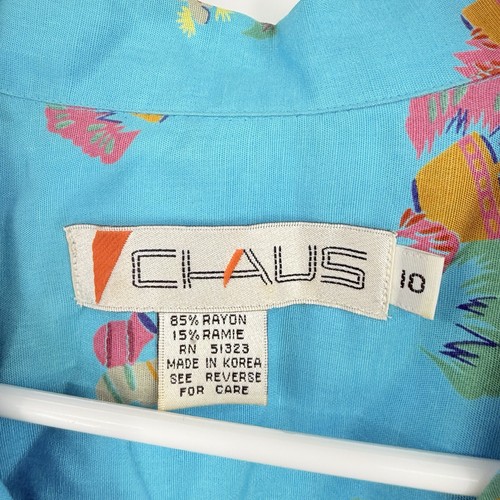 CHAUS
10
85% RAYON
15% RAMIE
RN 51323
MADE IN KOREA
SEE REVERSE
FOR CARE